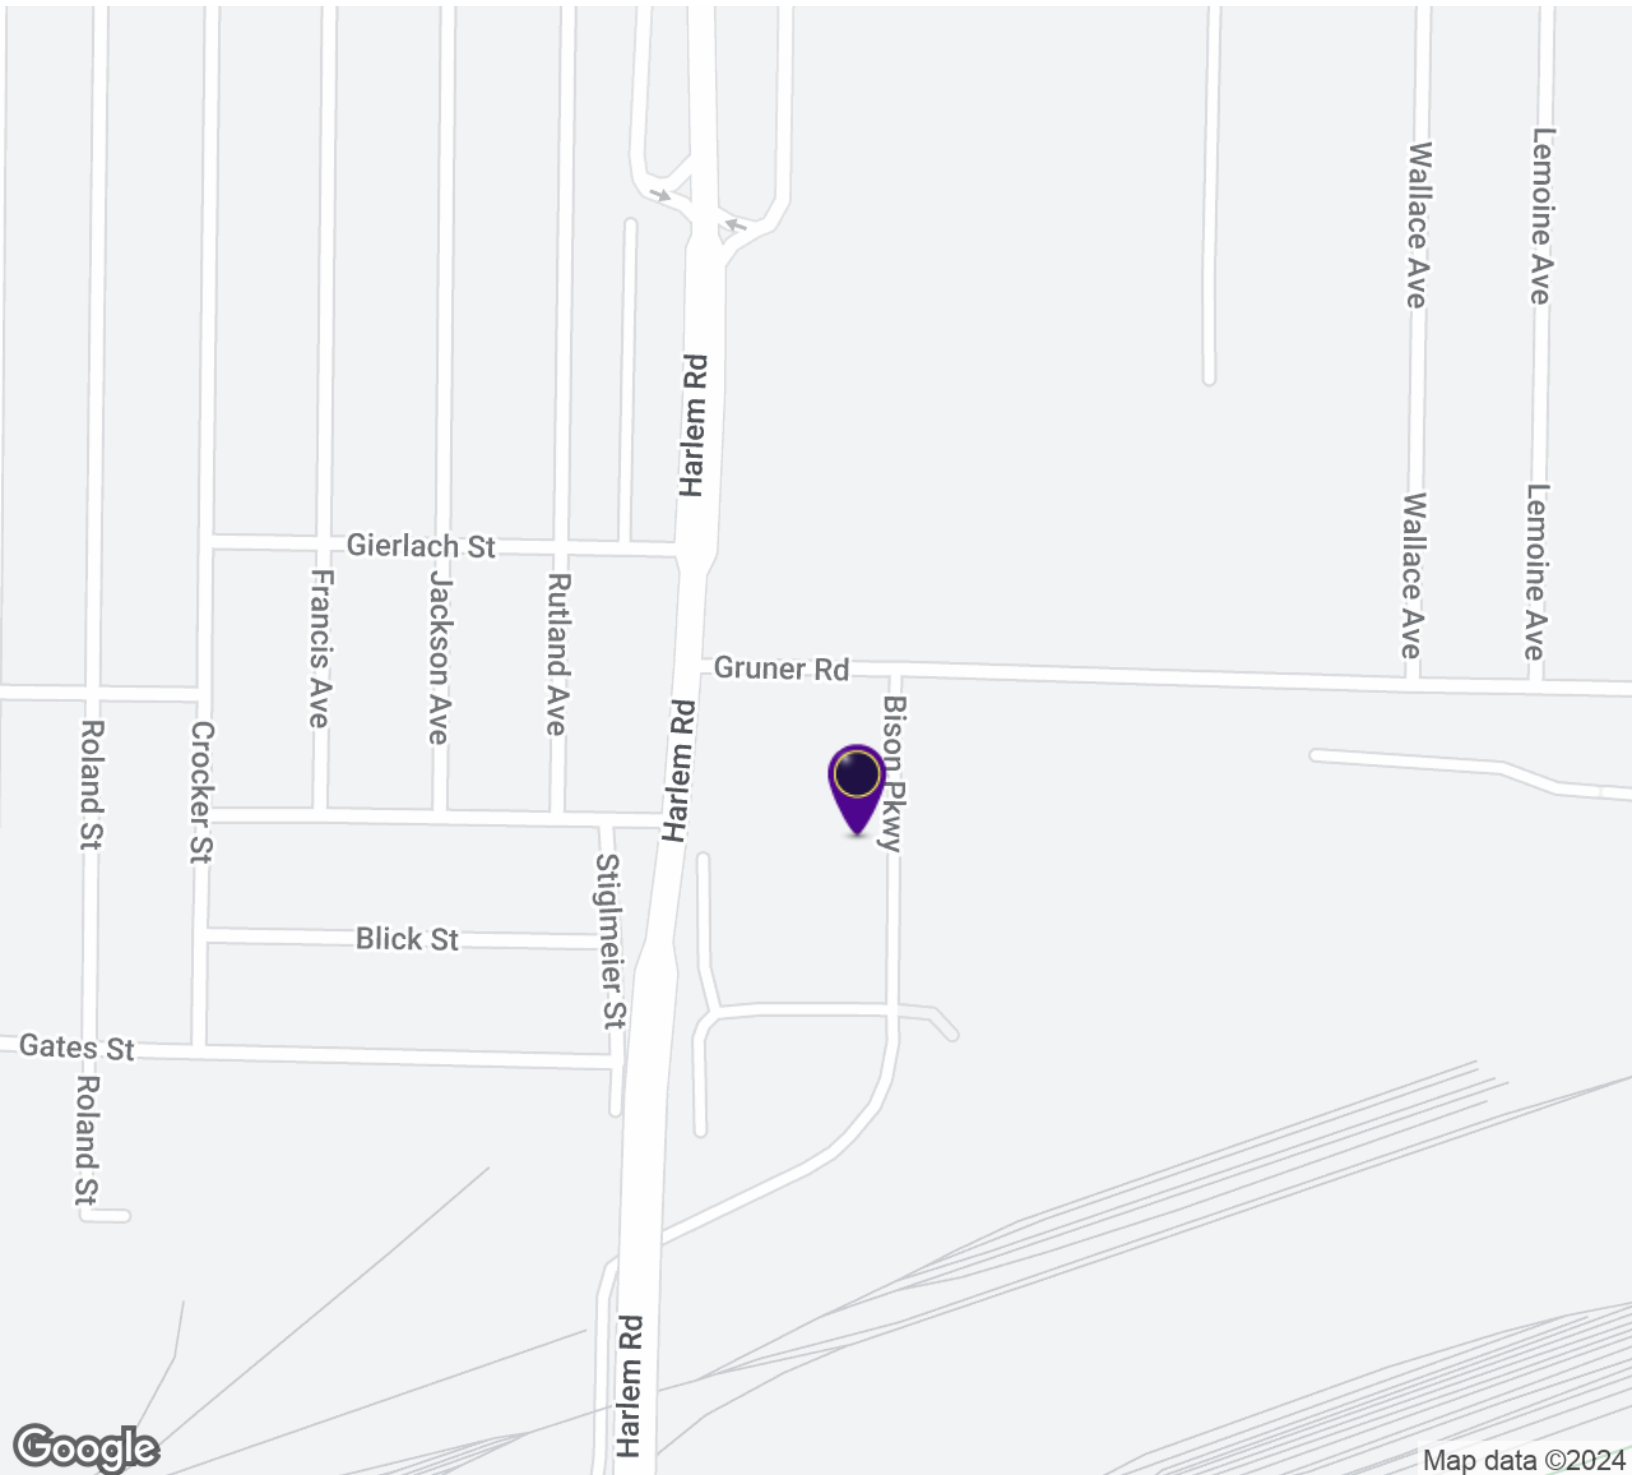 Wallace Ave
Lemoine Ave
Harlem Rd
Gierlach St
Francis Ave
Jackson Ave
Rutland Ave
Wallace Ave
Lemoine Ave
Gruner Rd
Roland St
Crocker St
Harlem Rd
Bison Pkwy
Stiglmeier St
Blick St
Gates St
Roland St
Harlem Rd
Google
Map data ©2024